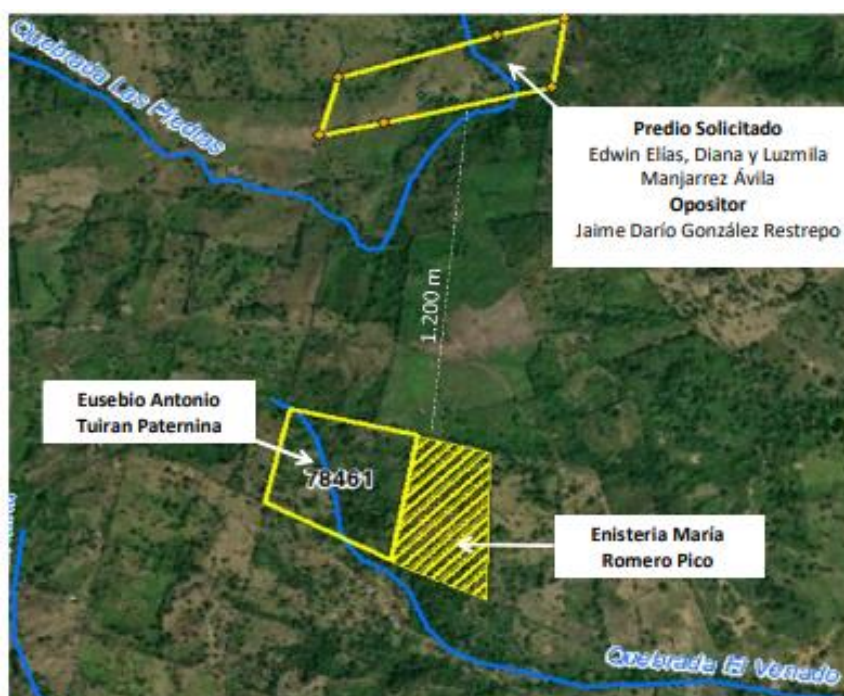 Quebrada Las Piedras
Predio Solicitado
Edwin Elías, Diana y Luzmila
Manjarrez Ávila
Opositor
Jaime Darío González Restrepo
1.200 m
Eusebio Antonio
Tuiran Paternina
78461
Enisteria María
Romero Pico
Quebrada El Venado